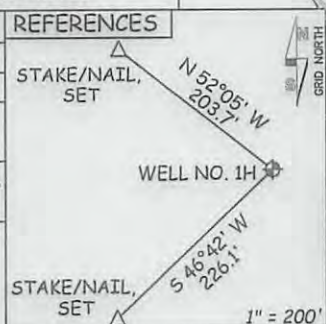 REFERENCES
GRID NORTH
STAKE/NAIL,
SET
N 52°05' W
203.7'
WELL NO. 1H
S 46°42' W
226.1'
STAKE/NAIL,
SET
1" = 200'